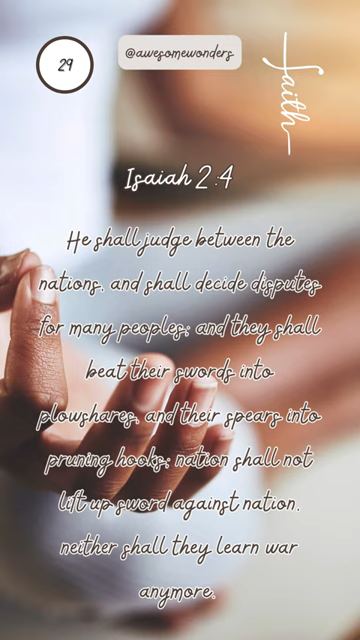 29
@awesomewonders
faith
Isaiah 2:4
He shall judge between the
nations, and shall decide disputes
for many peoples; and they shall
beat their swords into
plowshares, and their spears into
pruning hooks; nation shall not
lift up sword against nation,
neither shall they learn war
anymore.